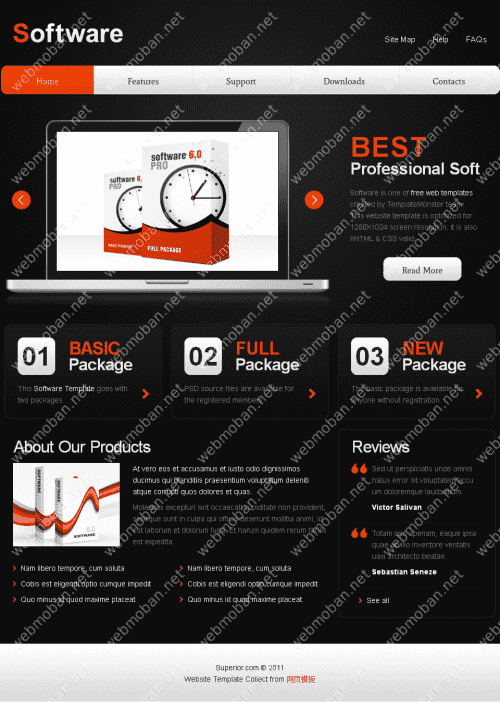 Software
Site Map Help FAQs
Home Features Support Downloads Contacts
software 6.0
PRO
FULL PACKAGE
BEST
Professional Soft
Software is one of free web templates
created by TemplateMonster team.
This website template is optimized for
1280X1024 screen resolution. It is also
XHTML & CSS valid.
Read More
01 BASIC
Package
This Software Template goes with
two packages.
02 FULL
Package
PSD source files are available for
the registered members.
03 NEW
Package
The basic package is available for
anyone without registration.
About Our Products
At vero eos et accusamus et iusto odio dignissimos
ducimus qui blanditiis praesentium voluptatum deleniti
atque corrupti quos dolores et quas
Molestias excepturi sint occaecati cupiditate non provident,
similique sunt in culpa qui officia deserunt mollitia animi, id
est laborum et dolorum fuga. Et harum quidem rerum facilis
est expedita.
SOFTWARE
Nam libero tempore, cum soluta
Cobis est eligendi optio cumque impedit
Quo minus id quod maxime placeat
Nam libero tempore, cum soluta
Cobis est eligendi optio cumque impedit
Quo minus id quod maxime placeat
Reviews
Sed ut perspiciatis unde omnis
natus error sit voluptatem accu
um doloremque laudantium
Victor Salivan
Totam rem aperiam, eaque ipsa
quae ab illo inventore veritatis
uasi architecto beatae.
Sebastian Seneze
See all
Superior.com © 2011
Website Template Collect from 网页模板
webmoban.net